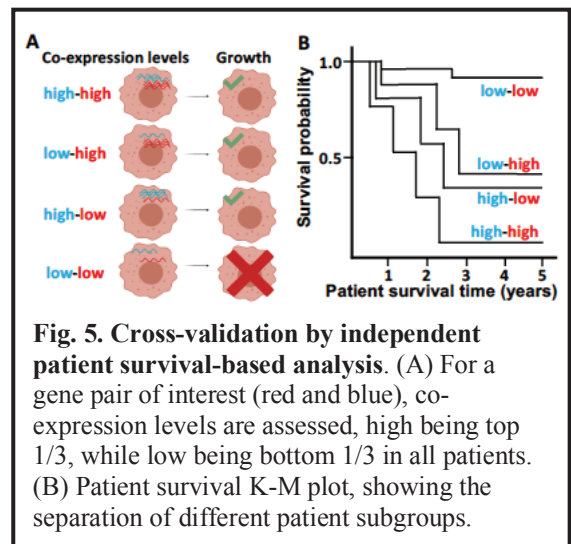 A
Co-expression levels Growth
high-high
low-high
high-low
low-low
B
Survival probability
1.0
0.5
low-low
low-high
high-low
high-high
1 2 3 4 5
Patient survival time (years)
Fig. 5. Cross-validation by independent
patient survival-based analysis. (A) For a
gene pair of interest (red and blue), co-
expression levels are assessed, high being top
1/3, while low being bottom 1/3 in all patients.
(B) Patient survival K-M plot, showing the
separation of different patient subgroups.